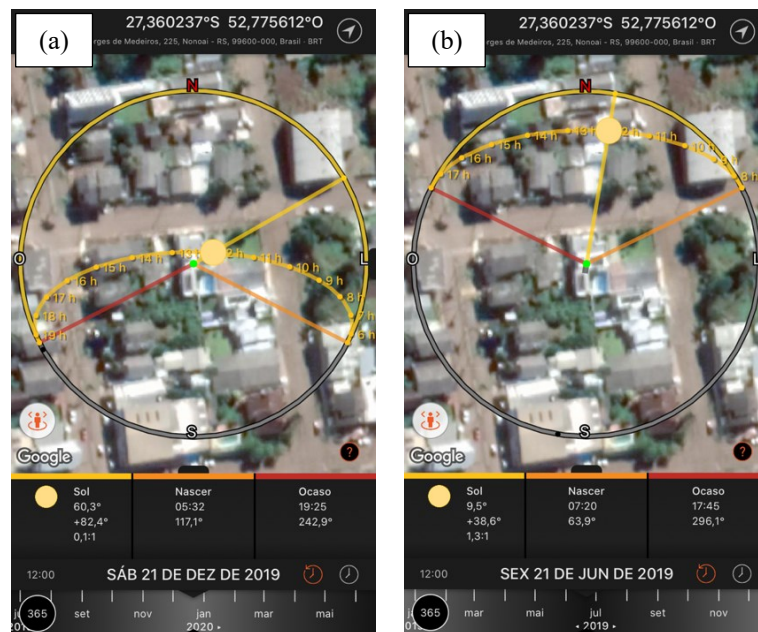 (a)
27,360237°S 52,775612°O
rges de Medeiros, 225, Nonoai - RS, 99600-000, Brasil · BRT
N
O
L
S
13 h
2 h
11 h
14 h
10 h
15 h
9 h
16 h
8 h
17 h
7 h
18 h
6 h
19 h
Google
?
Sol
60,3°
+82,4°
0,1:1
Nascer
05:32
117,1°
Ocaso
19:25
242,9°
12:00
SÁB 21 DE DEZ DE 2019
365
set
nov
jan
mar
mai
2020
(b)
27,360237°S 52,775612°O
rges de Medeiros, 225, Nonoai - RS, 99600-000, Brasil · BRT
N
O
L
S
13 h
2 h
11 h
14 h
10 h
15 h
9 h
16 h
8 h
17 h
Google
?
Sol
9,5°
+38,6°
1,3:1
Nascer
07:20
63,9°
Ocaso
17:45
296,1°
12:00
SEX 21 DE JUN DE 2019
365
mar
mai
jul
set
nov
2019